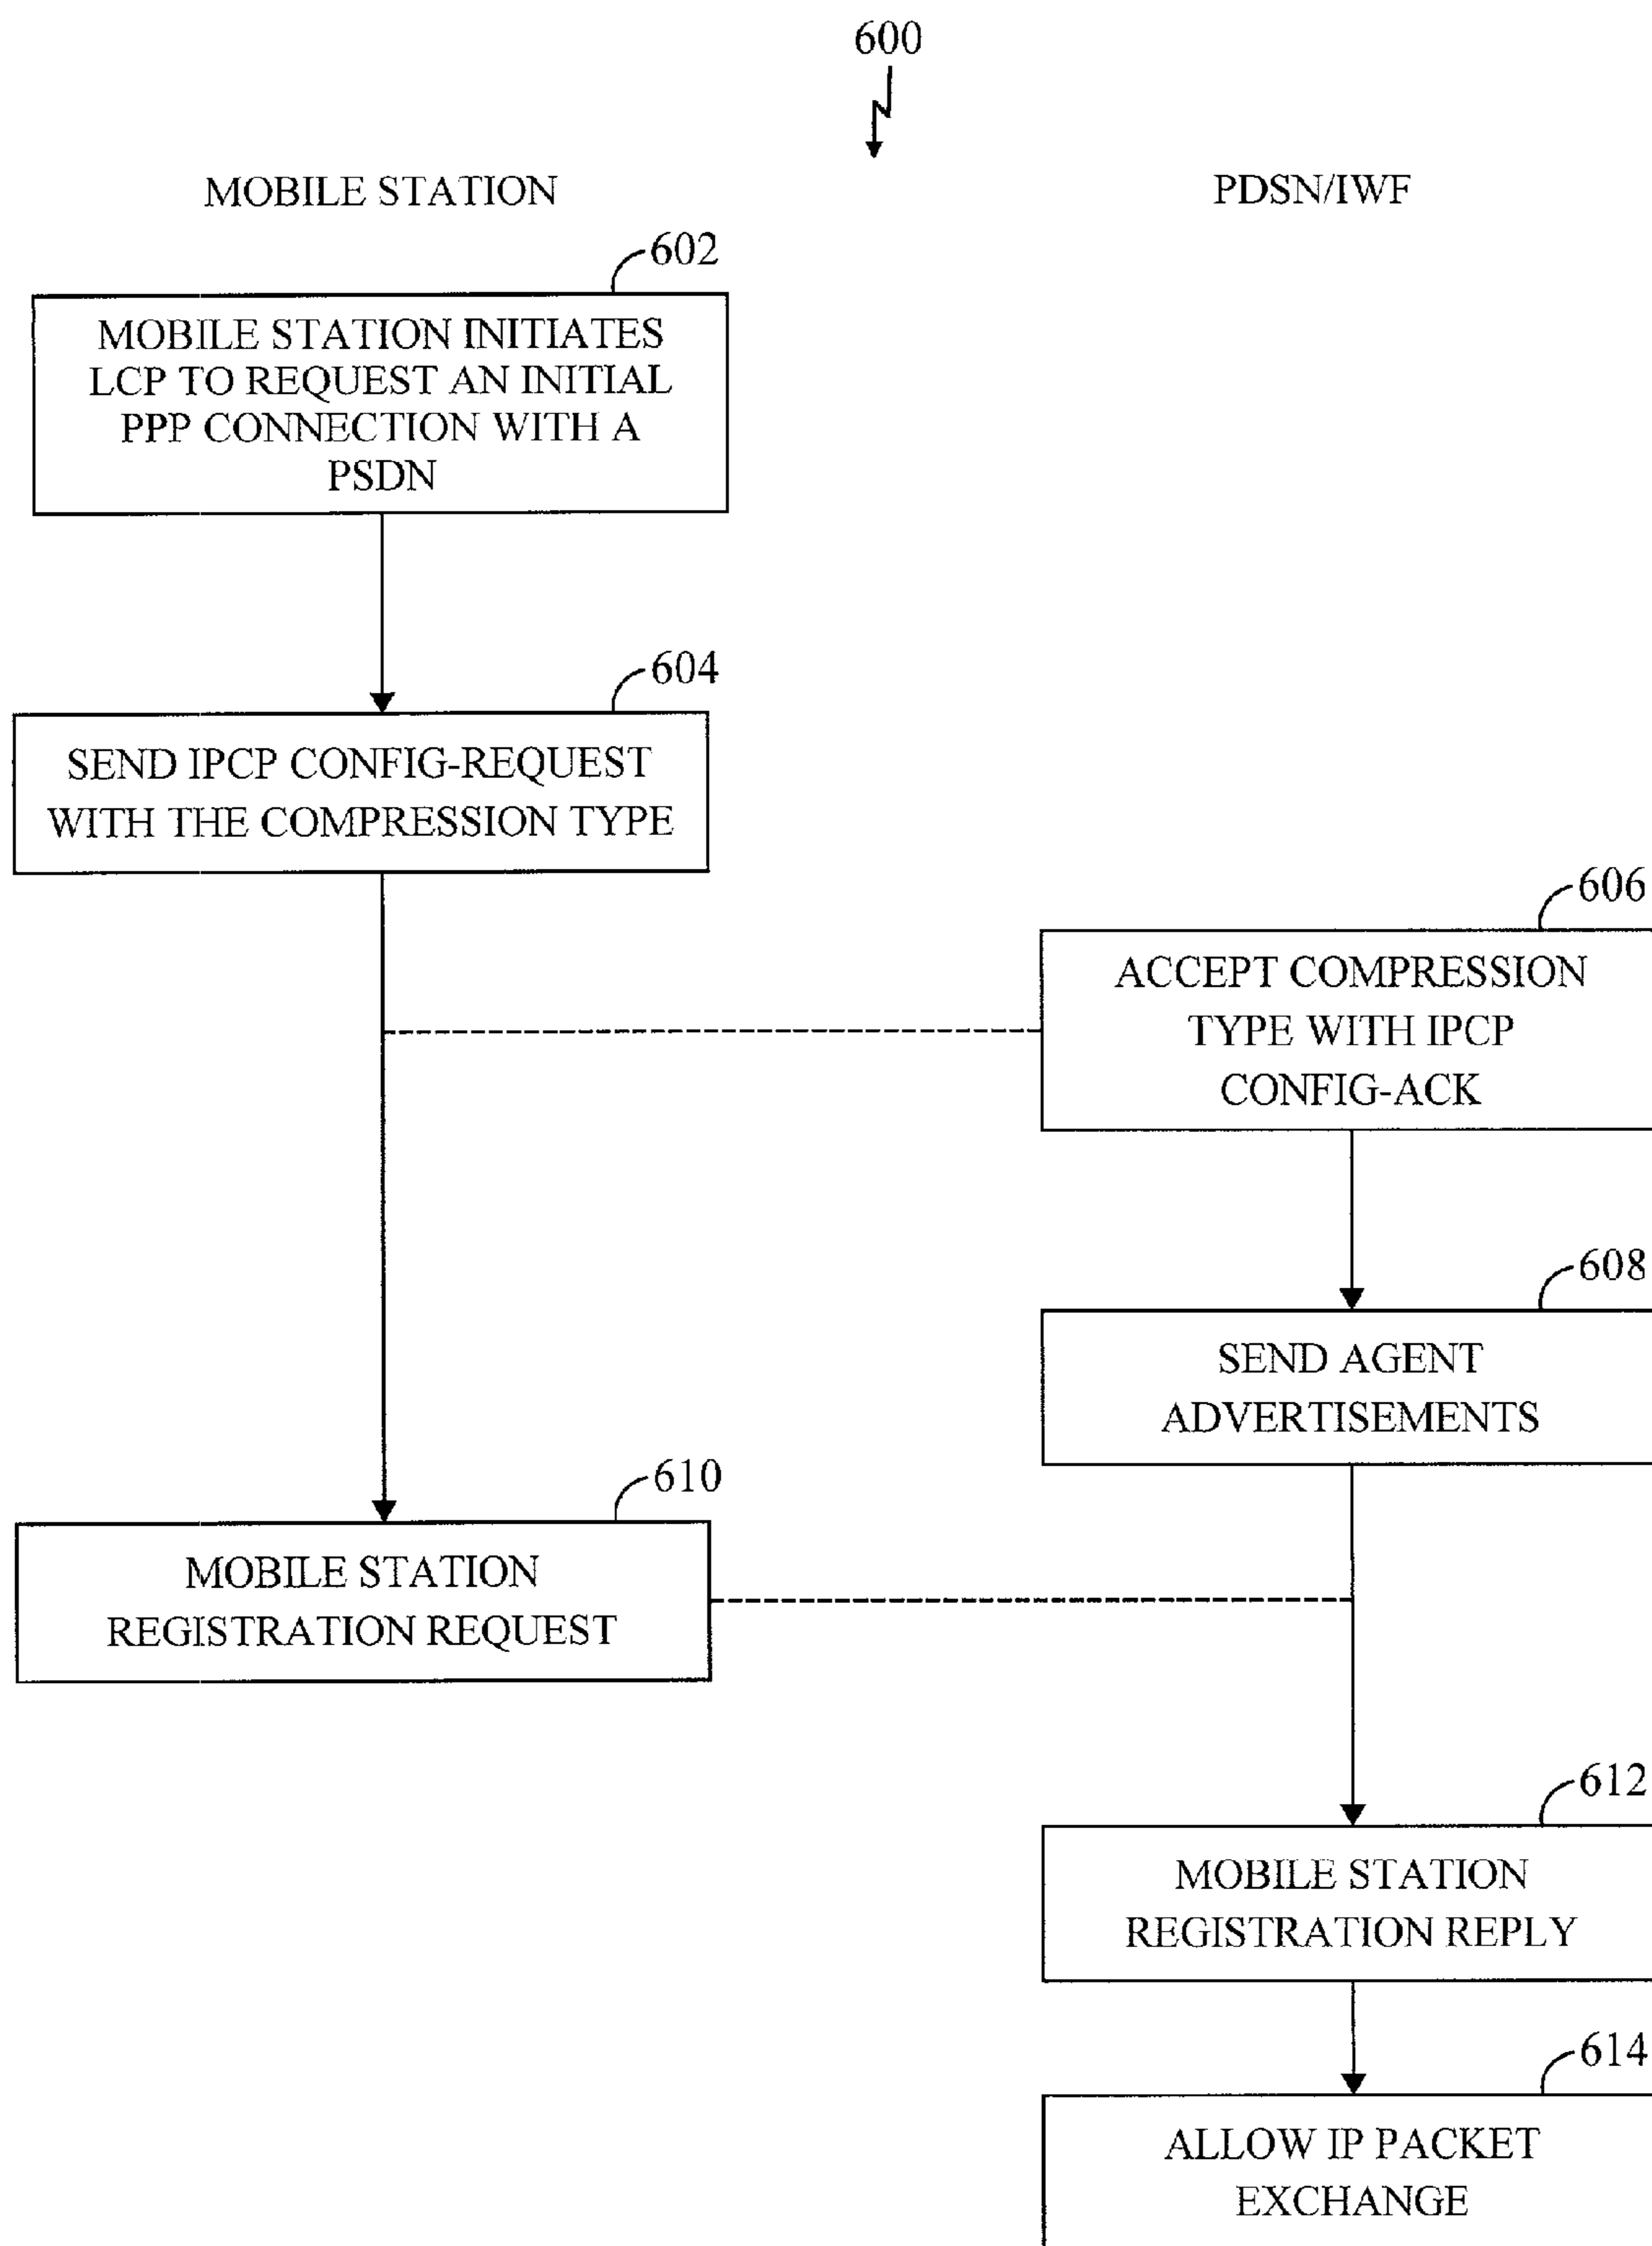 600
MOBILE STATION
PDSN/IWF
602
MOBILE STATION INITIATES
LCP TO REQUEST AN INITIAL
PPP CONNECTION WITH A
PSDN
604
SEND IPCP CONFIG-REQUEST
WITH THE COMPRESSION TYPE
606
ACCEPT COMPRESSION
TYPE WITH IPCP
CONFIG-ACK
608
SEND AGENT
ADVERTISEMENTS
610
MOBILE STATION
REGISTRATION REQUEST
612
MOBILE STATION
REGISTRATION REPLY
614
ALLOW IP PACKET
EXCHANGE